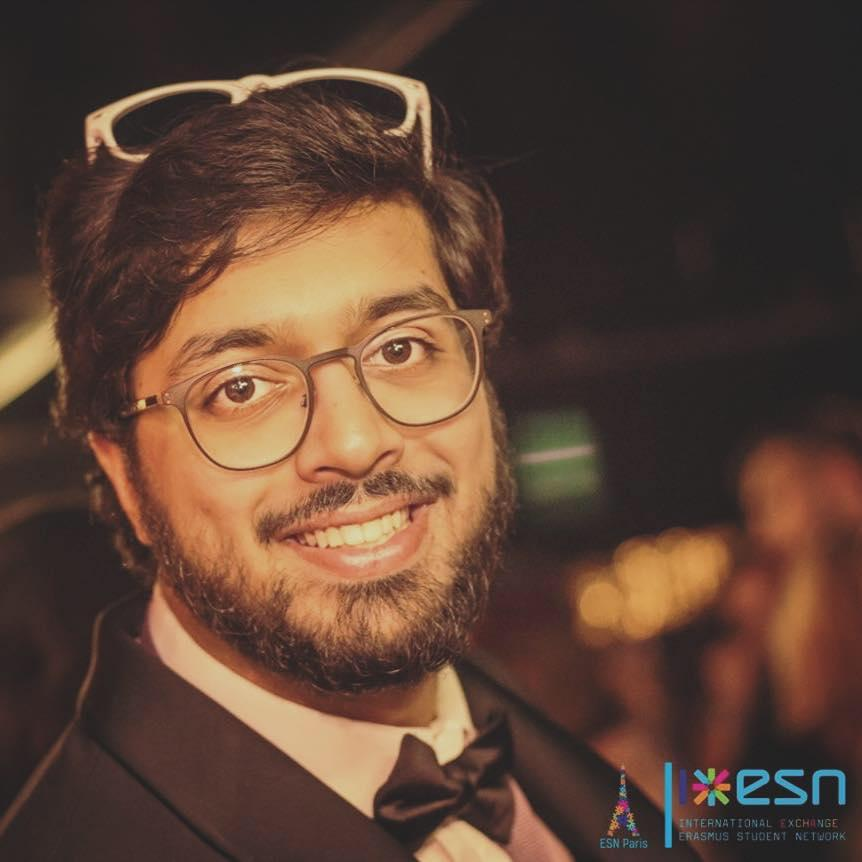 esn
INTERNATIONAL EXCHANGE
ERASMUS STUDENT NETWORK
ESN Paris